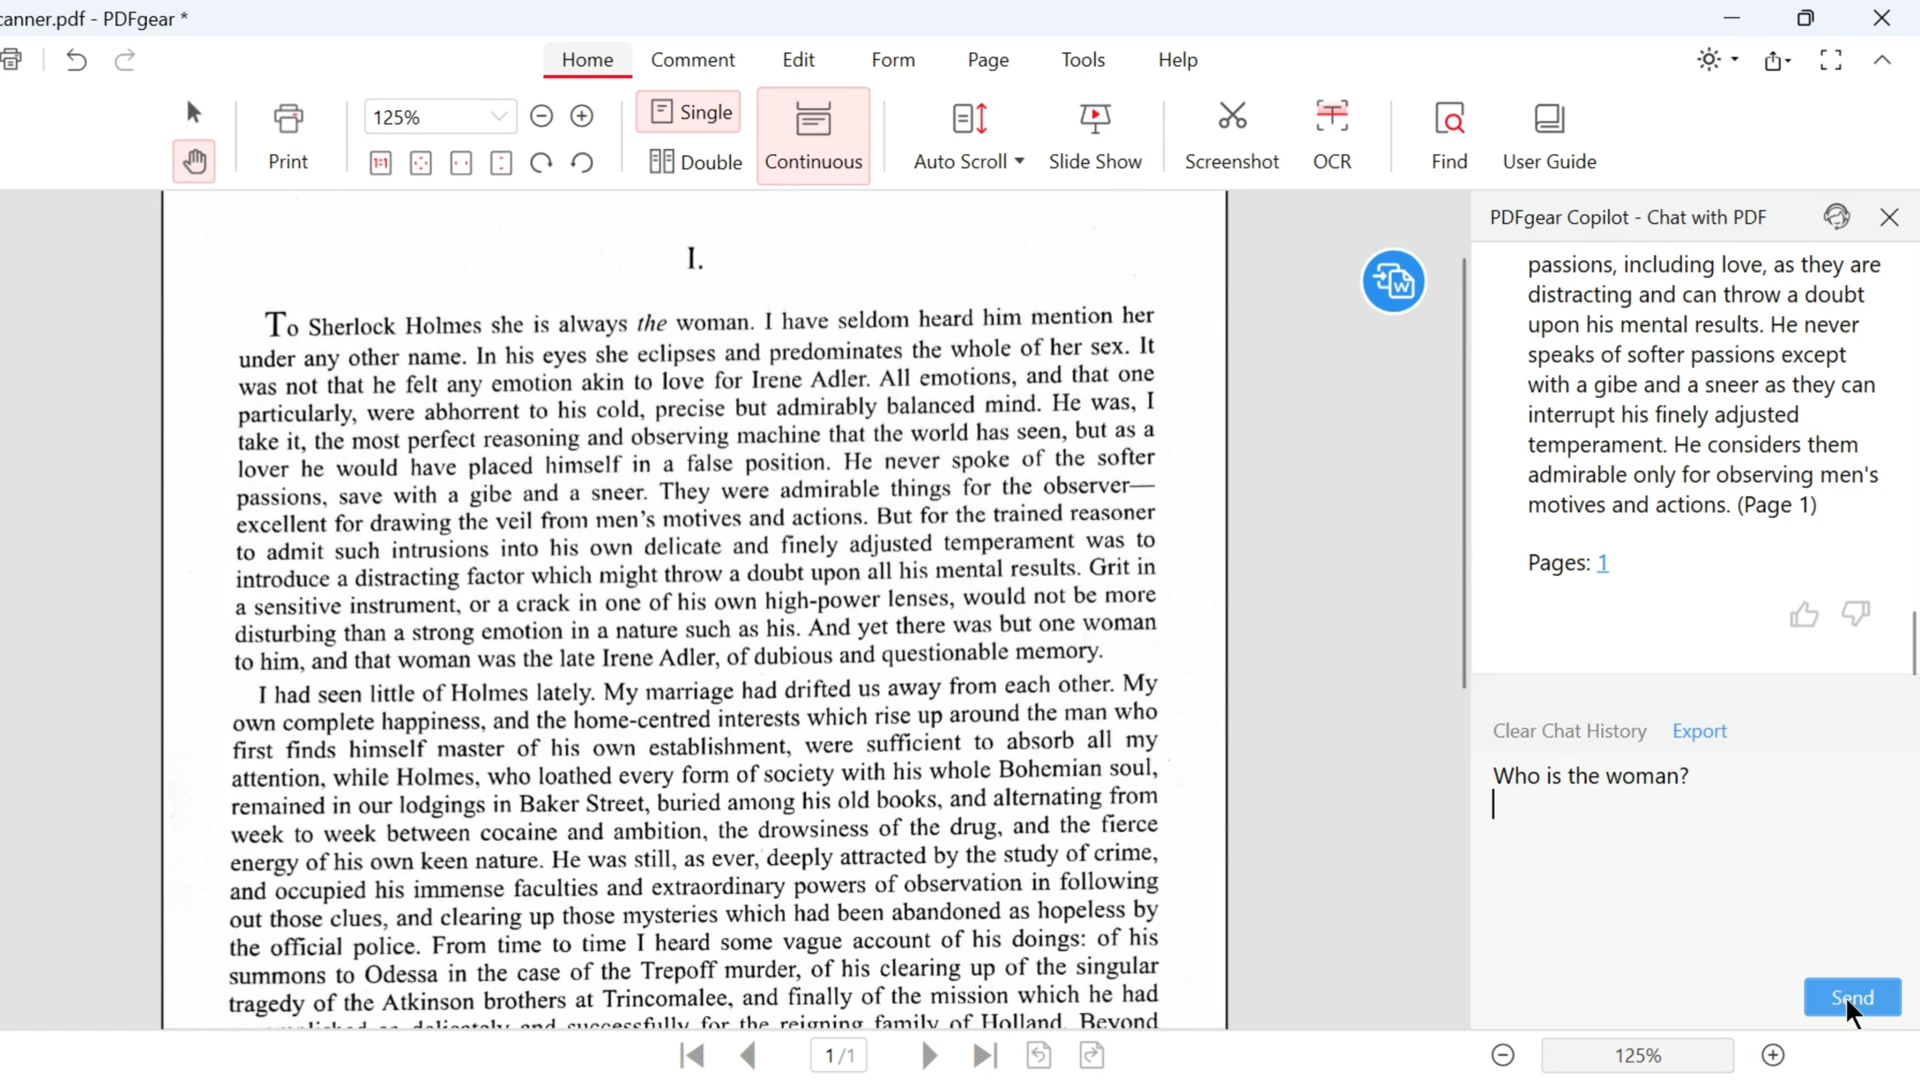 canner.pdf - PDFgear *
Home Comment Edit Form Page Tools Help
Print
125%
1:1
Single
Double
Continuous
Auto Scroll
Slide Show
Screenshot
OCR
Find
User Guide
I.
To Sherlock Holmes she is always the woman. I have seldom heard him mention her
under any other name. In his eyes she eclipses and predominates the whole of her sex. It
was not that he felt any emotion akin to love for Irene Adler. All emotions, and that one
particularly, were abhorrent to his cold, precise but admirably balanced mind. He was, I
take it, the most perfect reasoning and observing machine that the world has seen, but as a
lover he would have placed himself in a false position. He never spoke of the softer
passions, save with a gibe and a sneer. They were admirable things for the observer—
excellent for drawing the veil from men's motives and actions. But for the trained reasoner
to admit such intrusions into his own delicate and finely adjusted temperament was to
introduce a distracting factor which might throw a doubt upon all his mental results. Grit in
a sensitive instrument, or a crack in one of his own high-power lenses, would not be more
disturbing than a strong emotion in a nature such as his. And yet there was but one woman
to him, and that woman was the late Irene Adler, of dubious and questionable memory.
I had seen little of Holmes lately. My marriage had drifted us away from each other. My
own complete happiness, and the home-centred interests which rise up around the man who
first finds himself master of his own establishment, were sufficient to absorb all my
attention, while Holmes, who loathed every form of society with his whole Bohemian soul,
remained in our lodgings in Baker Street, buried among his old books, and alternating from
week to week between cocaine and ambition, the drowsiness of the drug, and the fierce
energy of his own keen nature. He was still, as ever, deeply attracted by the study of crime,
and occupied his immense faculties and extraordinary powers of observation in following
out those clues, and clearing up those mysteries which had been abandoned as hopeless by
the official police. From time to time I heard some vague account of his doings: of his
summons to Odessa in the case of the Trepoff murder, of his clearing up of the singular
tragedy of the Atkinson brothers at Trincomalee, and finally of the mission which he had
accomplished so delicately and successfully for the reigning family of Holland. Beyond
W
PDFgear Copilot - Chat with PDF
passions, including love, as they are
distracting and can throw a doubt
upon his mental results. He never
speaks of softer passions except
with a gibe and a sneer as they can
interrupt his finely adjusted
temperament. He considers them
admirable only for observing men's
motives and actions. (Page 1)
Pages: 1
Clear Chat History Export
Who is the woman?
Send
1/1
125%